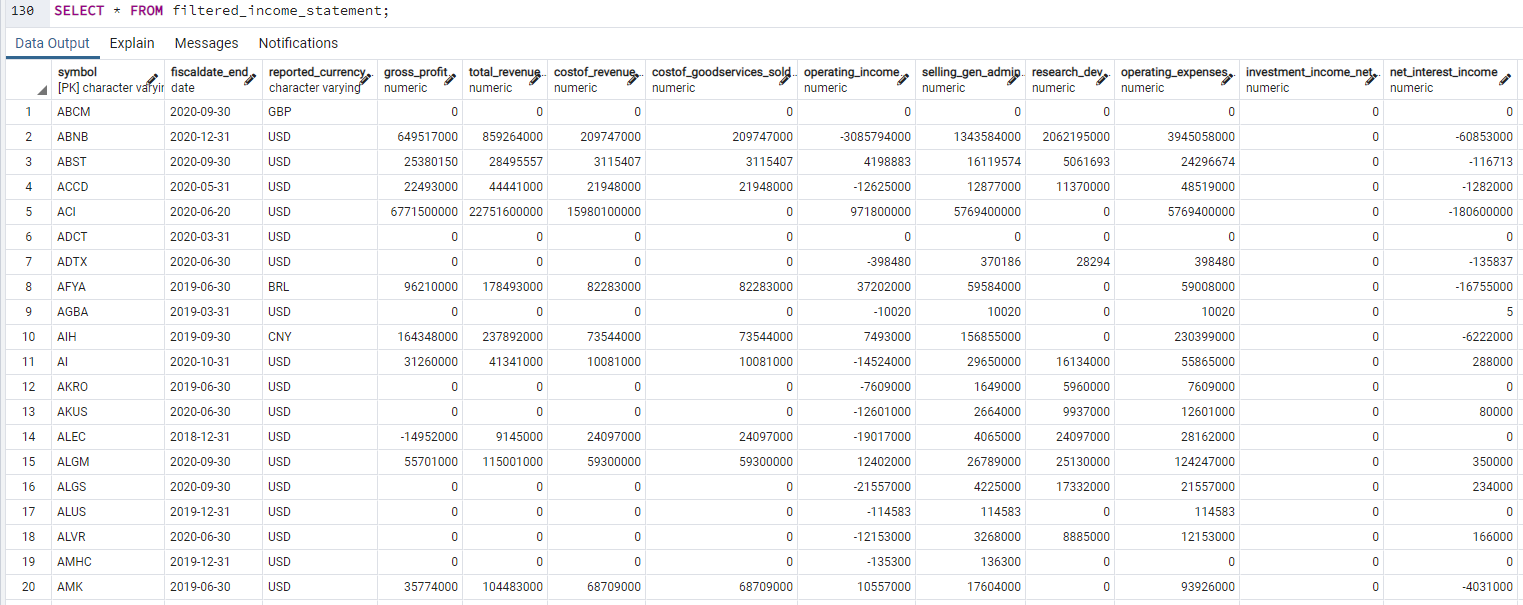 130 SELECT * FROM filtered_income_statement;
Data Output Explain Messages Notifications
symbol fiscaldate_end.. reported_currency.. gross_profit.. total_revenue.. costof_revenue.. costof_goodservices_sold.. operating_income selling_gen_admin.. research_dev.. operating_expenses.. investment_income_net.. net_interest_income
[PK] character varyin date character varying numeric numeric numeric numeric numeric numeric numeric numeric numeric numeric
1 ABCM 2020-09-30 GBP 0 0 0 0 0 0 0 0 0 0
2 ABNB 2020-12-31 USD 649517000 859264000 209747000 209747000 -3085794000 1343584000 2062195000 3945058000 0 -60853000
3 ABST 2020-09-30 USD 25380150 28495557 3115407 3115407 4198883 16119574 5061693 24296674 0 -116713
4 ACCD 2020-05-31 USD 22493000 44441000 21948000 21948000 -12625000 12877000 11370000 48519000 0 -1282000
5 ACI 2020-06-20 USD 6771500000 22751600000 15980100000 0 971800000 5769400000 0 5769400000 0 -180600000
6 ADCT 2020-03-31 USD 0 0 0 0 0 0 0 0 0 0
7 ADTX 2020-06-30 USD 0 0 0 0 -398480 370186 28294 398480 0 -135837
8 AFYA 2019-06-30 BRL 96210000 178493000 82283000 82283000 37202000 59584000 0 59008000 0 -16755000
9 AGBA 2019-03-31 USD 0 0 0 0 -10020 10020 0 10020 0 5
10 AIH 2019-09-30 CNY 164348000 237892000 73544000 73544000 7493000 156855000 0 230399000 0 -6222000
11 AI 2020-10-31 USD 31260000 41341000 10081000 10081000 -14524000 29650000 16134000 55865000 0 288000
12 AKRO 2019-06-30 USD 0 0 0 0 -7609000 1649000 5960000 7609000 0 0
13 AKUS 2020-06-30 USD 0 0 0 0 -12601000 2664000 9937000 12601000 0 80000
14 ALEC 2018-12-31 USD -14952000 9145000 24097000 24097000 -19017000 4065000 24097000 28162000 0 0
15 ALGM 2020-09-30 USD 55701000 115001000 59300000 59300000 12402000 26789000 25130000 124247000 0 350000
16 ALGS 2020-09-30 USD 0 0 0 0 -21557000 4225000 17332000 21557000 0 234000
17 ALUS 2019-12-31 USD 0 0 0 0 -114583 114583 0 114583 0 0
18 ALVR 2020-06-30 USD 0 0 0 0 -12153000 3268000 8885000 12153000 0 166000
19 AMHC 2019-12-31 USD 0 0 0 0 -135300 136300 0 0 0 0
20 AMK 2019-06-30 USD 35774000 104483000 68709000 68709000 10557000 17604000 0 93926000 0 -4031000